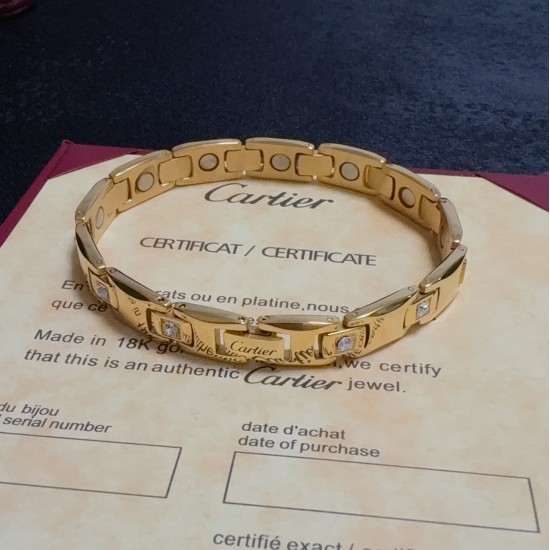 Cartier
CERTIFICAT / CERTIFICATE
En rats ou en platine,nous
que ce
Cartier
Made in 18K go ,we certify
that this is an authentic Cartier jewel.
du bijou
serial number
date d'achat
date of purchase
certifié exact /